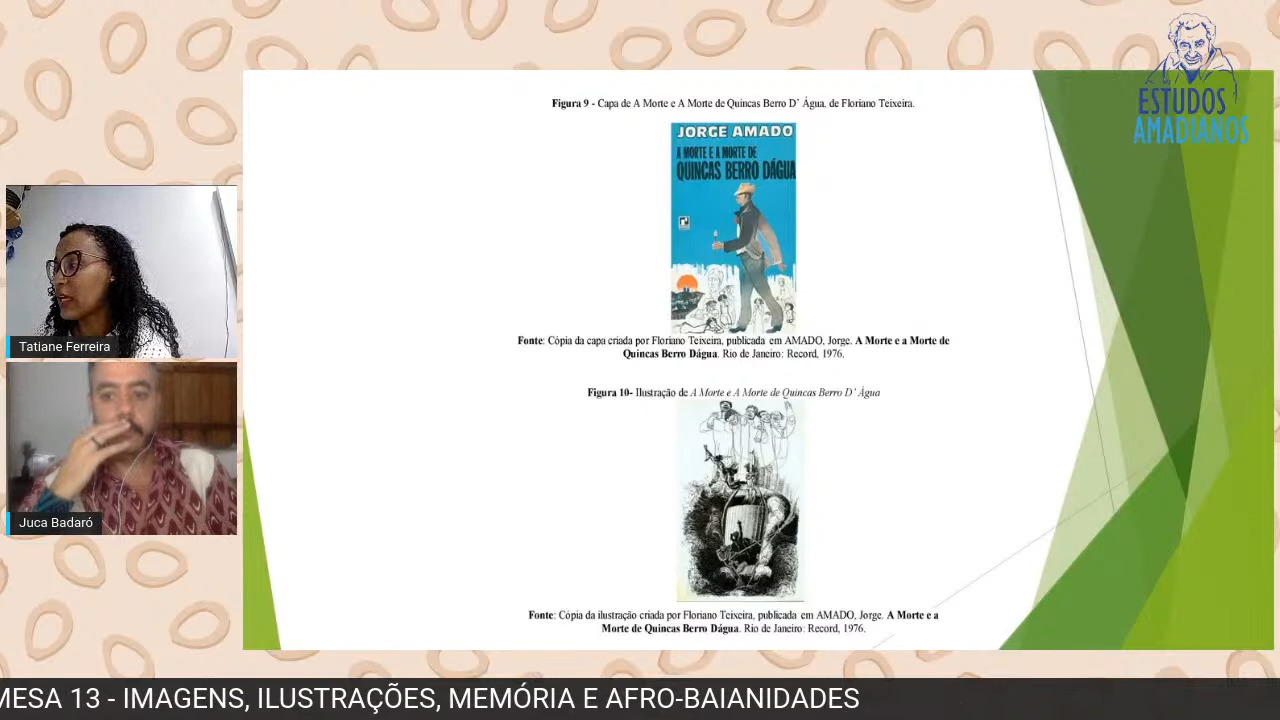 ESTUDOS
AMADIANOS
Figura 9 - Capa de A Morte e A Morte de Quincas Berro D' Água, de Floriano Teixeira.
JORGE AMADO
A MORTE E A MORTE DE
QUINCAS BERRO DÁGUA
Fonte: Cópia da capa criada por Floriano Teixeira, publicada em AMADO, Jorge. A Morte e a Morte de
Quincas Berro Dágua. Rio de Janeiro: Record, 1976.
Figura 10- Ilustração de A Morte e A Morte de Quincas Berro D' Água
Fonte: Cópia da ilustração criada por Floriano Teixeira, publicada em AMADO, Jorge. A Morte e a
Morte de Quincas Berro Dágua. Rio de Janeiro: Record, 1976.
Tatiane Ferreira
Juca Badaró
MESA 13 - IMAGENS, ILUSTRAÇÕES, MEMÓRIA E AFRO-BAIANIDADES